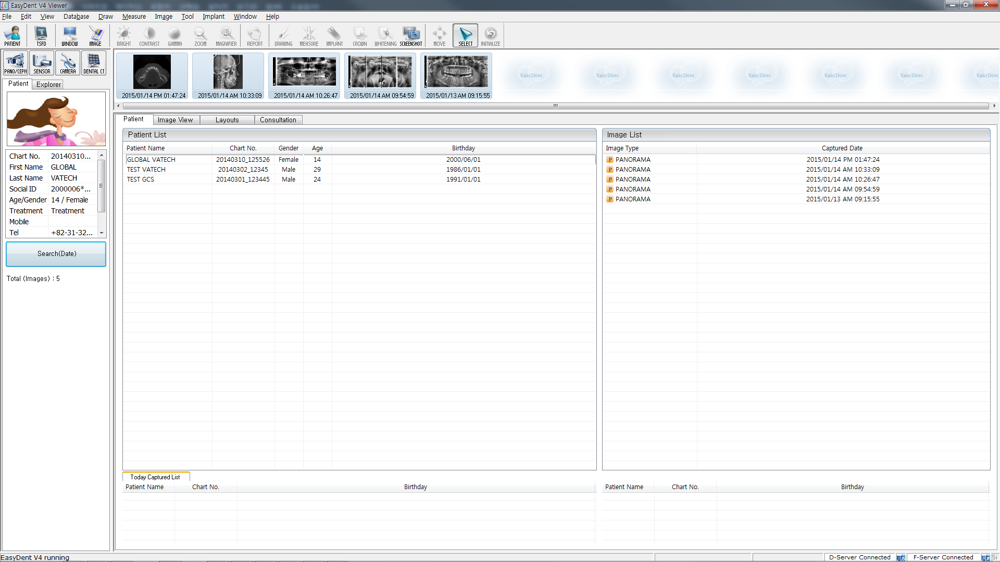 EasyDent V4 Viewer
File Edit View Database Draw Measure Image Tool Implant Window Help
PATIENT TSFD WINDOW IMAGE BRIGHT CONTRAST GAMMA ZOOM MAGNIFIER REPORT DRAWING MEASURE IMPLANT CROWN WHITENING SCREENSHOT MOVE SELECT INITIALIZE
PANO/CEPH SENSOR CAMERA DENTAL CT
EasyDent EasyDent EasyDent EasyDent EasyDent EasyDent EasyDent
2015/01/14 PM 01:47:24 2015/01/14 AM 10:33:09 2015/01/14 AM 10:26:47 2015/01/14 AM 09:54:59 2015/01/13 AM 09:15:55
Patient Explorer
Chart No. 20140310...
First Name GLOBAL
Last Name VATECH
Social ID 2000006*...
Age/Gender 14 / Female
Treatment Treatment
Mobile
Tel +82-31-32...
Search(Date)
Total (Images) : 5
Patient Image View Layouts Consultation
Patient List
Patient Name Chart No. Gender Age Birthday
GLOBAL VATECH 20140310_125526 Female 14 2000/06/01
TEST VATECH 20140302_12345 Male 29 1986/01/01
TEST GCS 20140301_123445 Male 24 1991/01/01
Image List
Image Type Captured Date
P PANORAMA 2015/01/14 PM 01:47:24
P PANORAMA 2015/01/14 AM 10:33:09
P PANORAMA 2015/01/14 AM 10:26:47
P PANORAMA 2015/01/14 AM 09:54:59
P PANORAMA 2015/01/13 AM 09:15:55
Today Captured List
Patient Name Chart No. Birthday
Patient Name Chart No. Birthday
EasyDent V4 running
D-Server Connected F-Server Connected Si